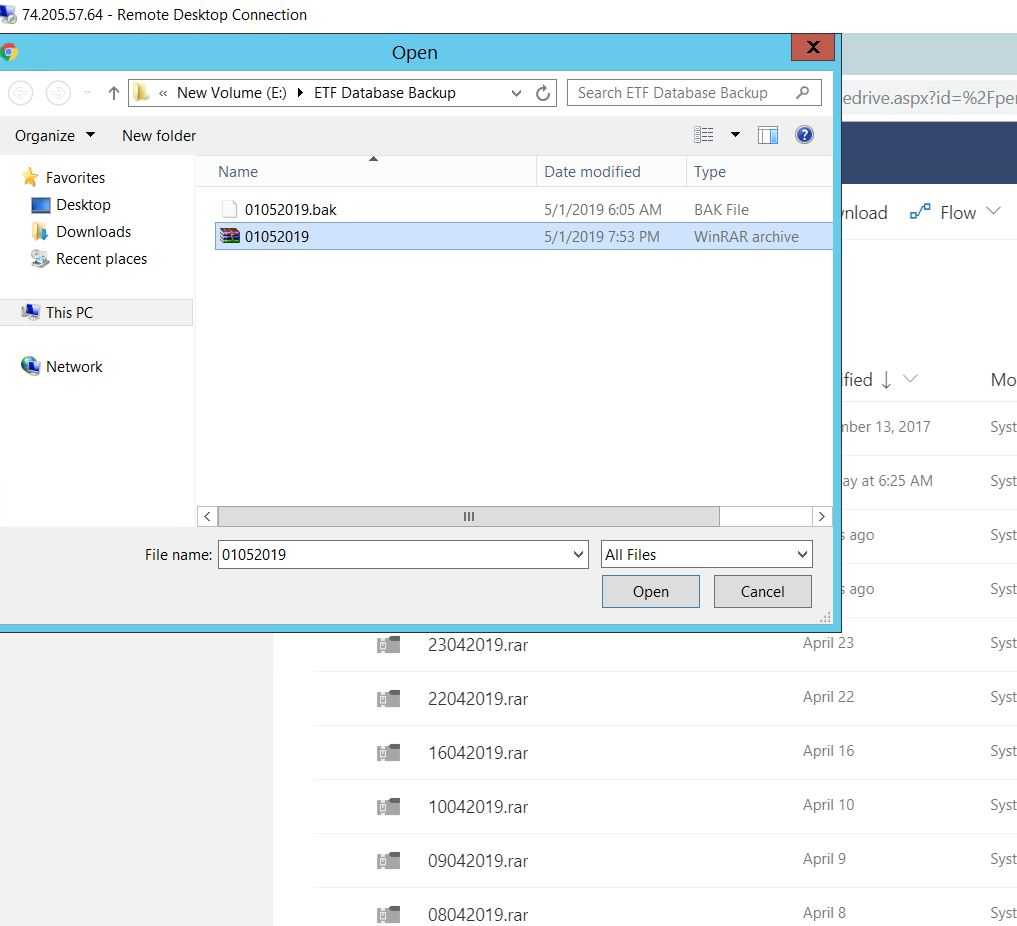 74.205.57.64 - Remote Desktop Connection
Open
X
« New Volume (E:) ETF Database Backup
Search ETF Database Backup
edrive.aspx?id=%2Fper
Organize New folder
?
Favorites
Desktop
Downloads
Recent places
This PC
Network
Name Date modified Type
01052019.bak 5/1/2019 6:05 AM BAK File
01052019 5/1/2019 7:53 PM WinRAR archive
File name: 01052019 All Files
Open Cancel
nload Flow
ified Mo
nber 13, 2017 Syst
ay at 6:25 AM Syst
s ago Syst
s ago Syst
23042019.rar April 23 Syst
22042019.rar April 22 Syst
16042019.rar April 16 Syst
10042019.rar April 10 Syst
09042019.rar April 9 Syst
08042019.rar April 8 Syst